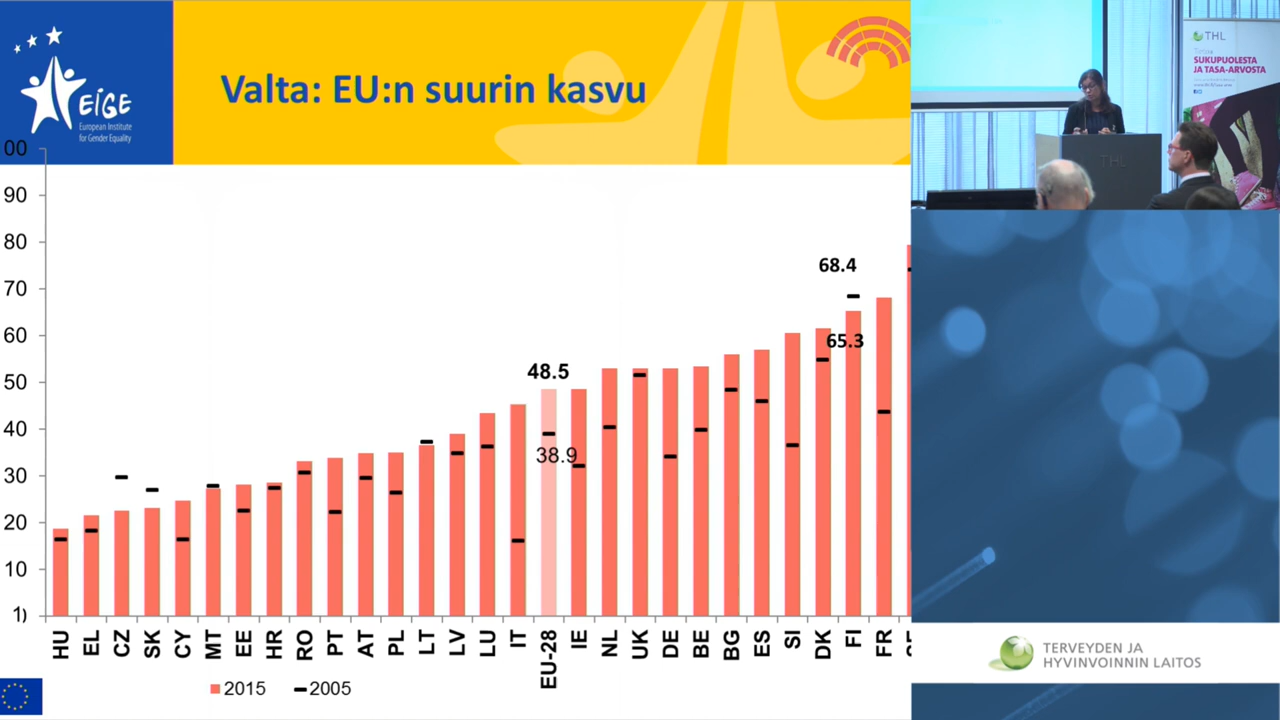 EIGE
European Institute
for Gender Equality
Valta: EU:n suurin kasvu
THL
SUKUPUOLESTA
JA TASA-ARVOSTA
THL
00
90
80
70
60
50
40
30
20
10
1)
68.4
65.3
48.5
38.9
HU EL CZ SK CY MT EE HR RO PT AT PL LT LV LU IT EU-28 IE NL UK DE BE BG ES SI DK FI FR
2015 2005
TERVEYDEN JA
HYVINVOINNIN LAITOS